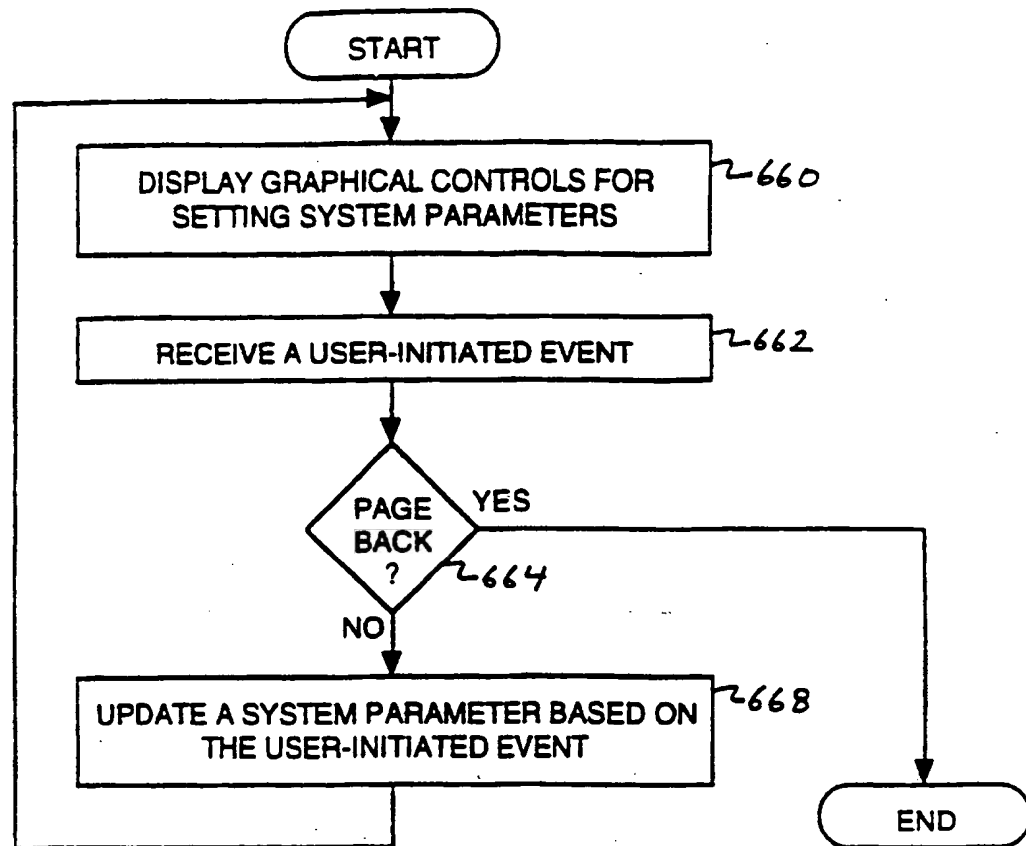 START
DISPLAY GRAPHICAL CONTROLS FOR
SETTING SYSTEM PARAMETERS
660
RECEIVE A USER-INITIATED EVENT
662
PAGE
BACK
?
YES
664
NO
UPDATE A SYSTEM PARAMETER BASED ON
THE USER-INITIATED EVENT
668
END